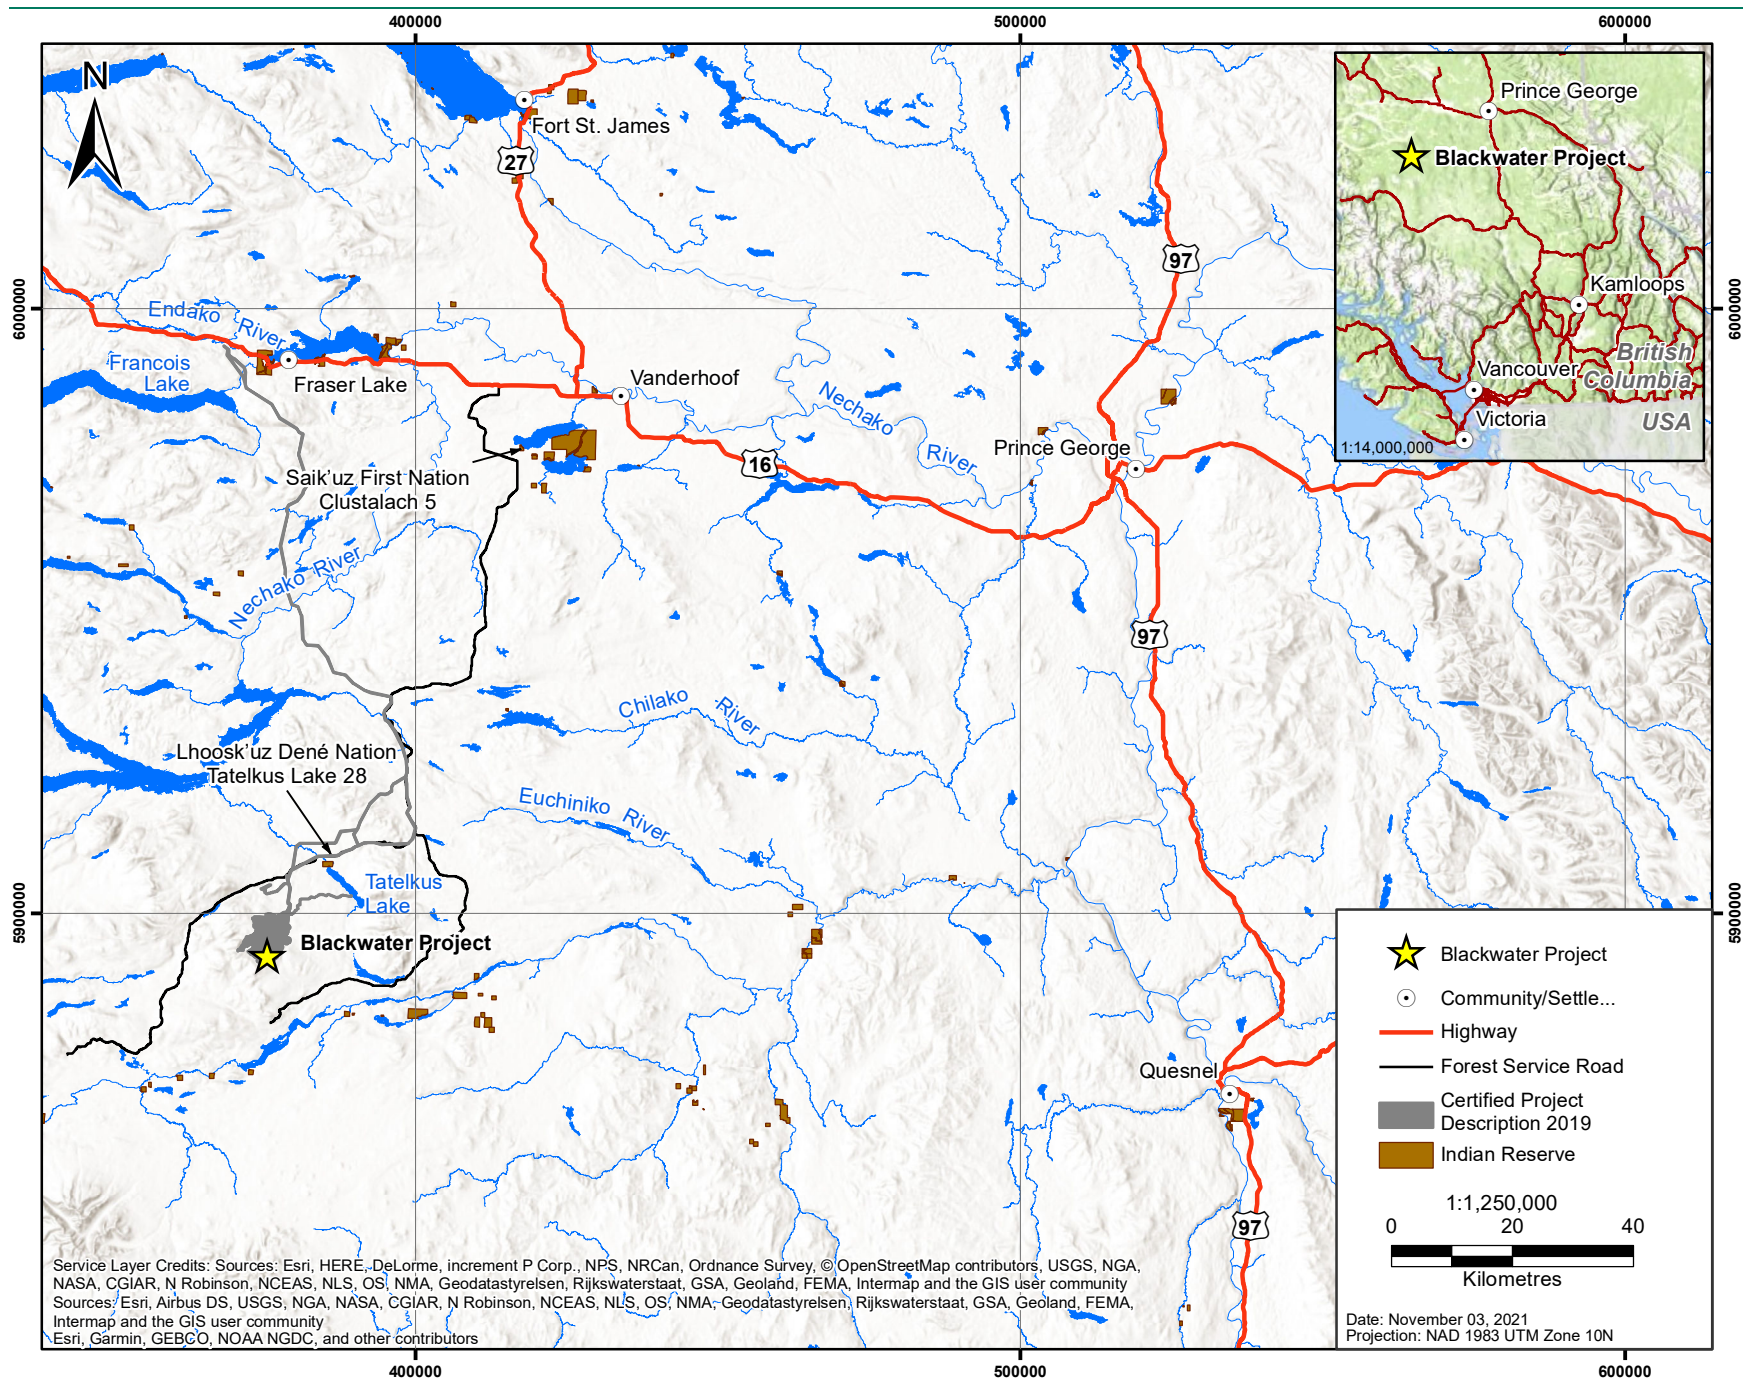 400000
500000
600000
N
Fort St. James
27
97
6000000
6000000
Endako River
Francois
Lake
Fraser Lake
Vanderhoof
Nechako River
Prince George
16
Saik'uz First Nation
Clustalach 5
Nechako River
97
Chilako River
Lhoosk'uz Dené Nation
Tatelkus Lake 28
Euchiniko River
Tatelkus
Lake
5900000
5900000
Blackwater Project
Quesnel
97
Prince George
Blackwater Project
Kamloops
British
Columbia
Vancouver
Victoria
USA
1:14,000,000
Blackwater Project
Community/Settle...
Highway
Forest Service Road
Certified Project
Description 2019
Indian Reserve
1:1,250,000
0 20 40
Kilometres
Date: November 03, 2021
Projection: NAD 1983 UTM Zone 10N
Service Layer Credits: Sources: Esri, HERE, DeLorme, increment P Corp., NPS, NRCan, Ordnance Survey, © OpenStreetMap contributors, USGS, NGA,
NASA, CGIAR, N Robinson, NCEAS, NLS, OS, NMA, Geodatastyrelsen, Rijkswaterstaat, GSA, Geoland, FEMA, Intermap and the GIS user community
Sources: Esri, Airbus DS, USGS, NGA, NASA, CGIAR, N Robinson, NCEAS, NLS, OS, NMA, Geodatastyrelsen, Rijkswaterstaat, GSA, Geoland, FEMA,
Intermap and the GIS user community
Esri, Garmin, GEBCO, NOAA NGDC, and other contributors
400000
500000
600000